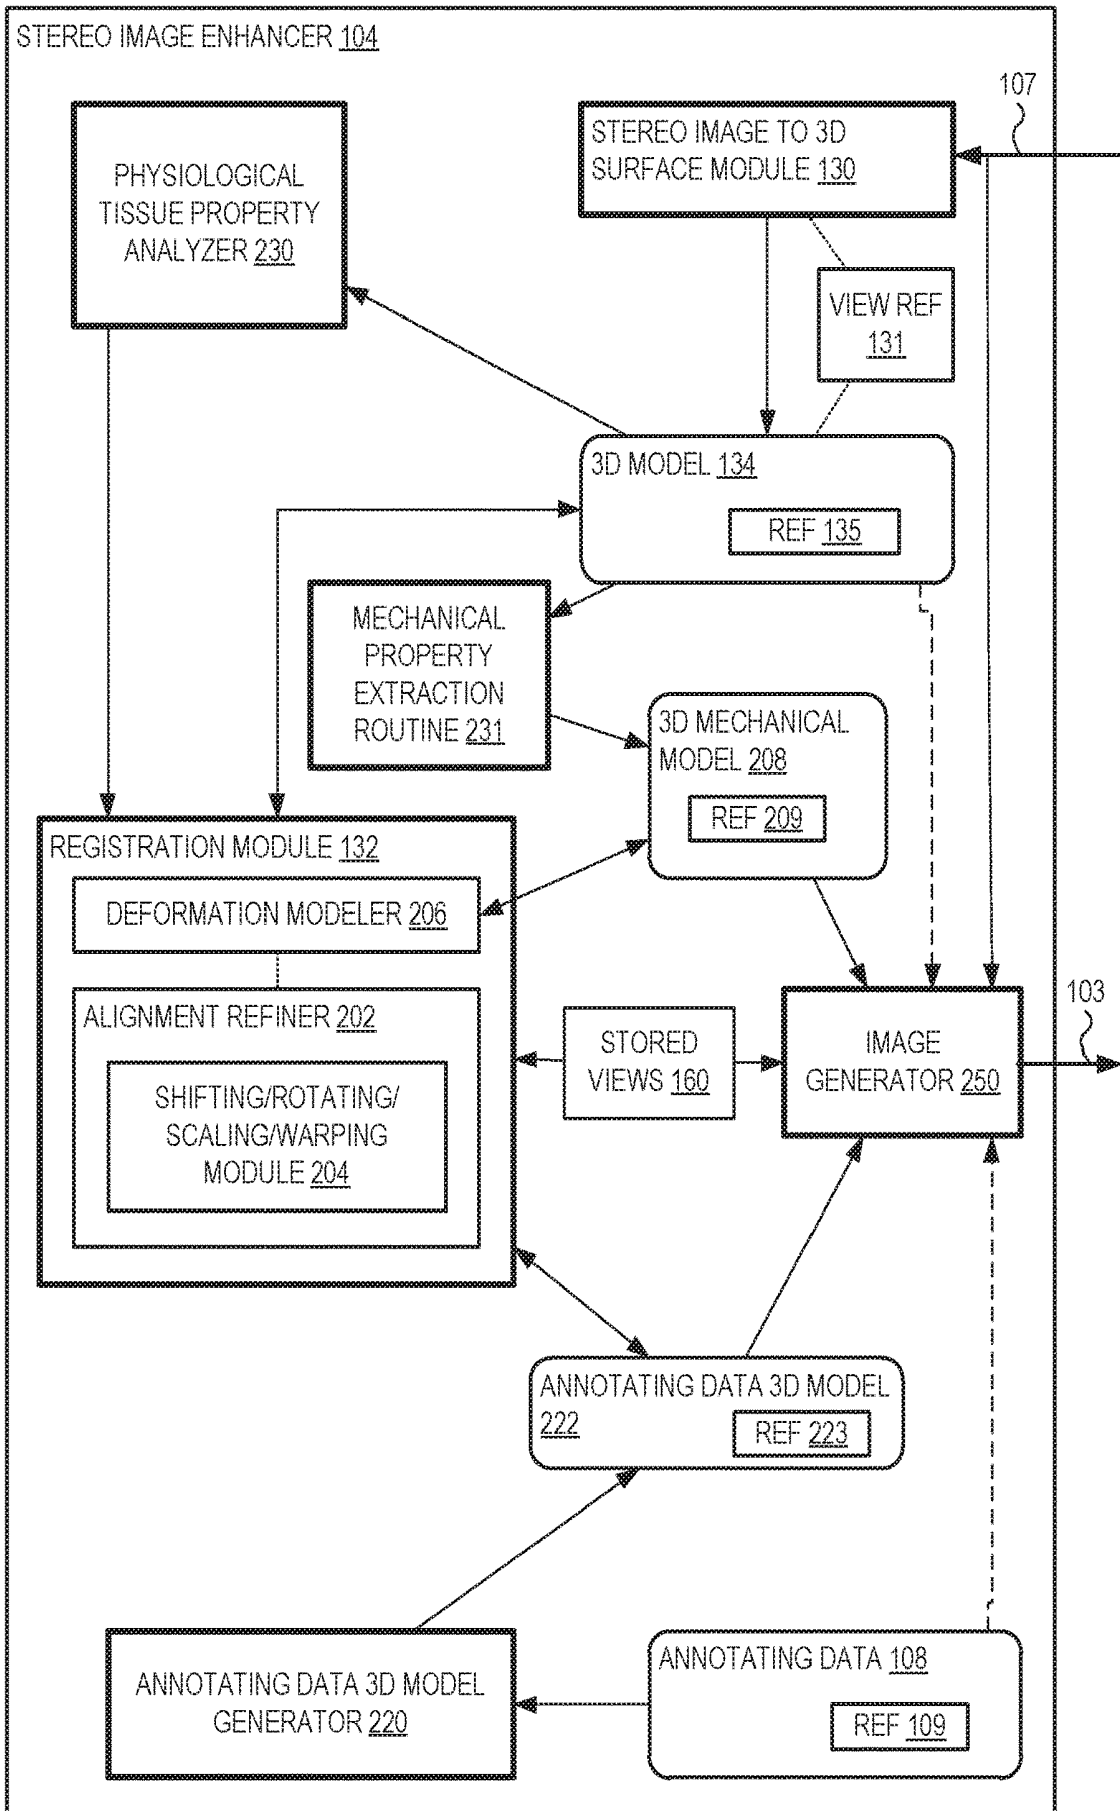 STEREO IMAGE ENHANCER 104
107
PHYSIOLOGICAL
TISSUE PROPERTY
ANALYZER 230
STEREO IMAGE TO 3D
SURFACE MODULE 130
VIEW REF
131
3D MODEL 134
REF 135
MECHANICAL
PROPERTY
EXTRACTION
ROUTINE 231
3D MECHANICAL
MODEL 208
REF 209
REGISTRATION MODULE 132
DEFORMATION MODELER 206
ALIGNMENT REFINER 202
SHIFTING/ROTATING/
SCALING/WARPING
MODULE 204
STORED
VIEWS 160
IMAGE
GENERATOR 250
103
ANNOTATING DATA 3D MODEL
222
REF 223
ANNOTATING DATA 3D MODEL
GENERATOR 220
ANNOTATING DATA 108
REF 109